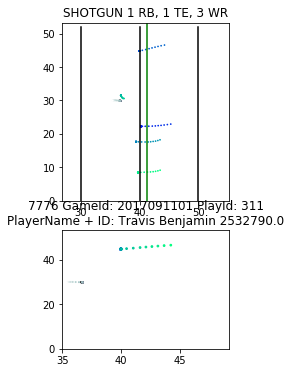 SHOTGUN 1 RB, 1 TE, 3 WR
50
40
30
20
10
0
30 40 50
7776 GameId: 2017091101 PlayId: 311
PlayerName + ID: Travis Benjamin 2532790.0
40
20
0
35 40 45